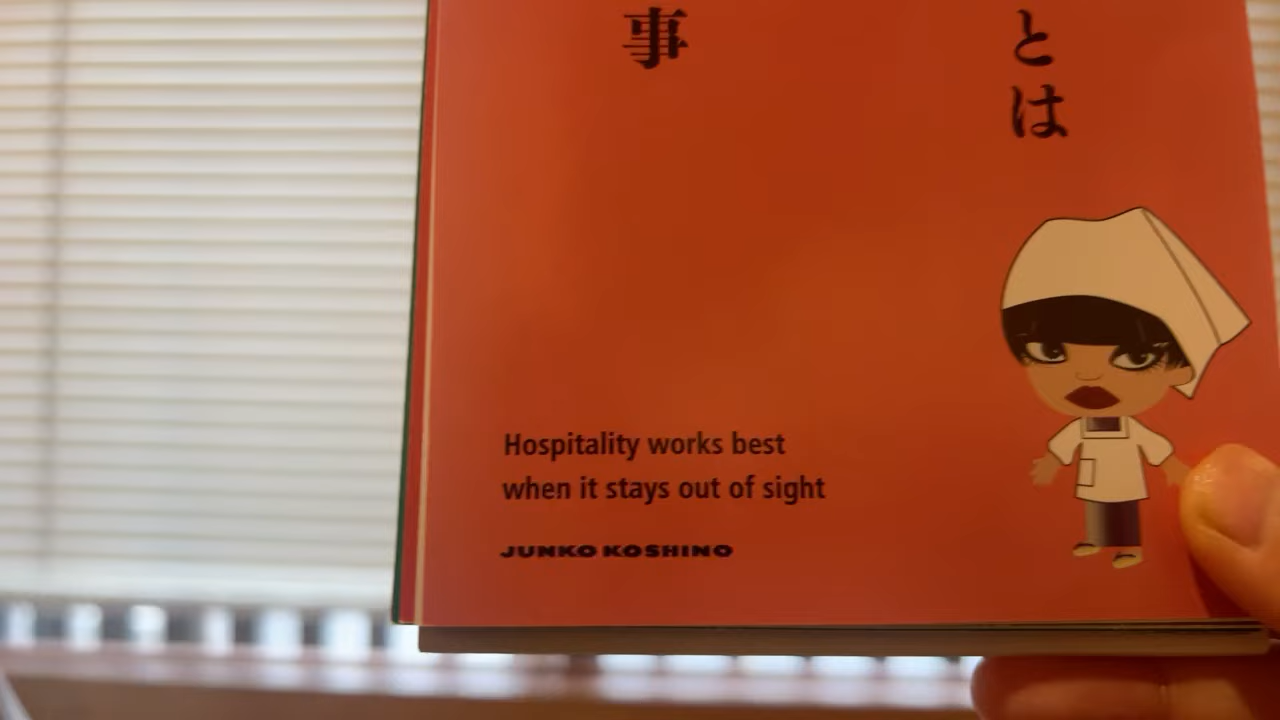 とは
事
Hospitality works best
when it stays out of sight
JUNKO KOSHINO